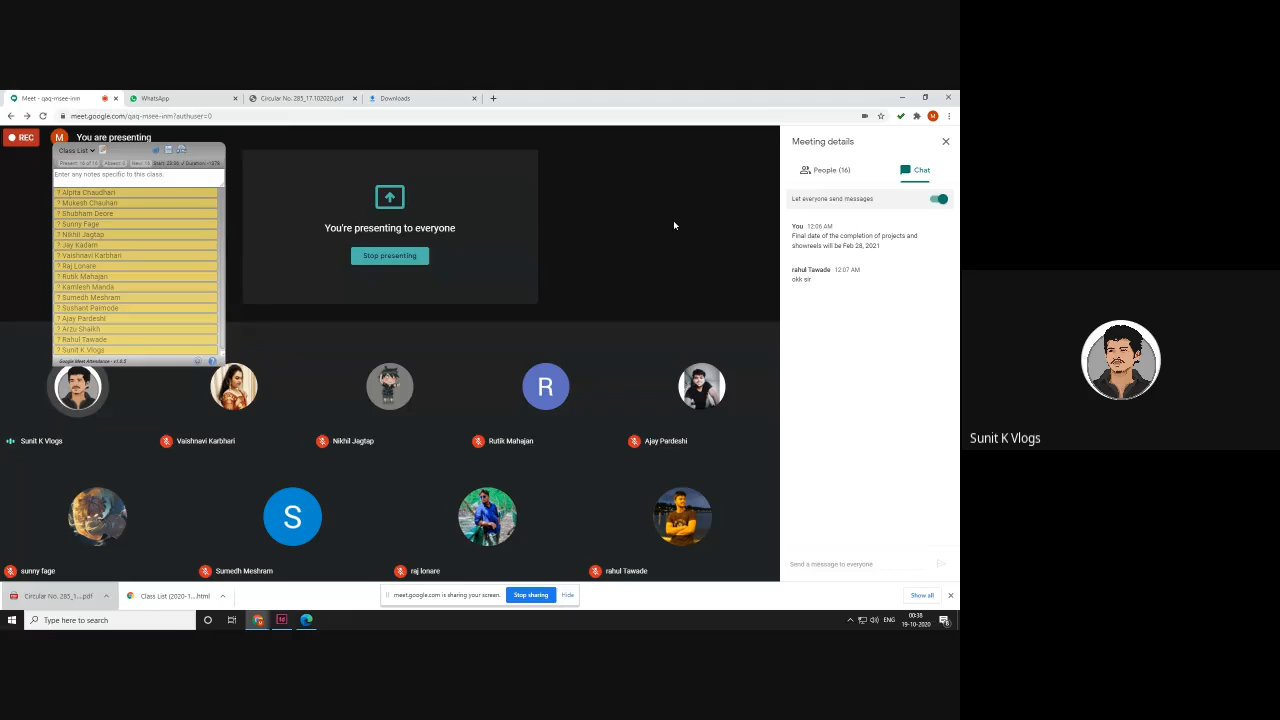 Meet - qaq-msee-inm
WhatsApp
Circular No. 285_17.102020.pdf
Downloads
meet.google.com/qaq-msee-inm?authuser=0
REC
M
You are presenting
Class List
Enter any notes specific to this class.
? Alpita Chaudhari
? Mukesh Chauhan
? Shubham Deore
? Sunny Fage
? Nikhil Jagtap
? Jay Kadam
? Vaishnavi Karbhari
? Raj Lonare
? Rutik Mahajan
? Kamlesh Manda
? Sumedh Meshram
? Sushant Palmode
? Ajay Pardeshi
? Arzu Shaikh
? Rahul Tawade
? Sunit K Vlogs
Google Meet Attendance - v1.0.5
You're presenting to everyone
Stop presenting
R
Sunit K Vlogs
Vaishnavi Karbhari
Nikhil Jagtap
Rutik Mahajan
Ajay Pardeshi
S
sunny fage
Sumedh Meshram
raj lonare
rahul Tawade
Meeting details
People (16)
Chat
Let everyone send messages
You 12:06 AM
Final date of the completion of projects and
showreels will be Feb 28, 2021
rahul Tawade 12:07 AM
okk sir
Send a message to everyone
Circular No. 285_1....pdf
Class List (2020-1....html
meet.google.com is sharing your screen.
Stop sharing
Hide
Show all
Type here to search
ENG
00:38
19-10-2020
Sunit K Vlogs